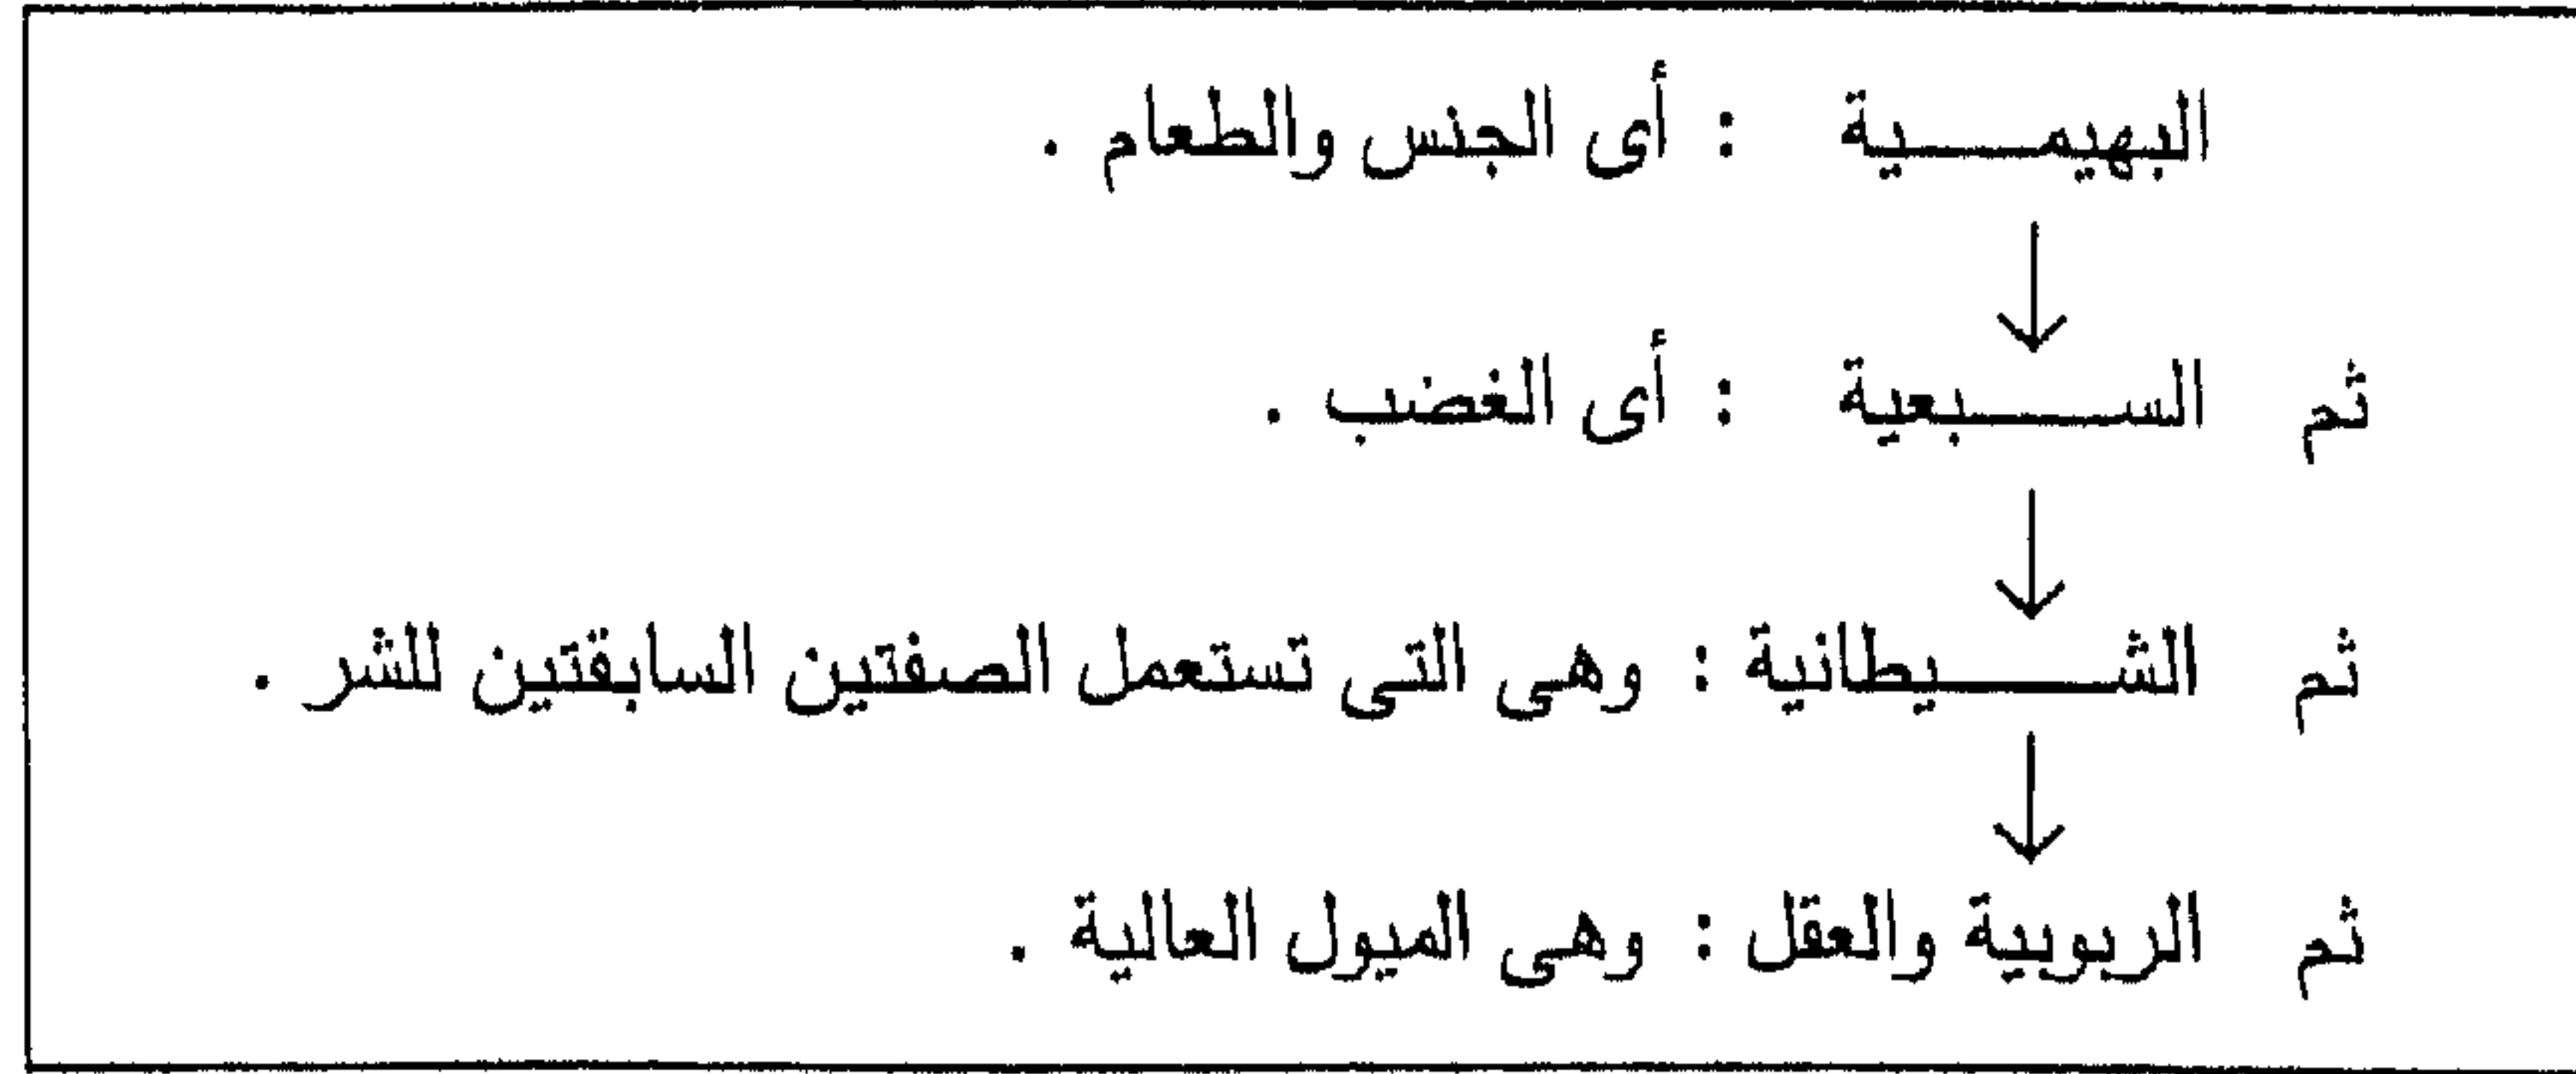 البهيمية : أى الجنس والطعام .
ثم السبعية : أى الغضب .
ثم الشيطانية : وهى التى تستعمل الصفتين السابقتين للشر .
ثم الربوبية والعقل : وهى الميول العالية .